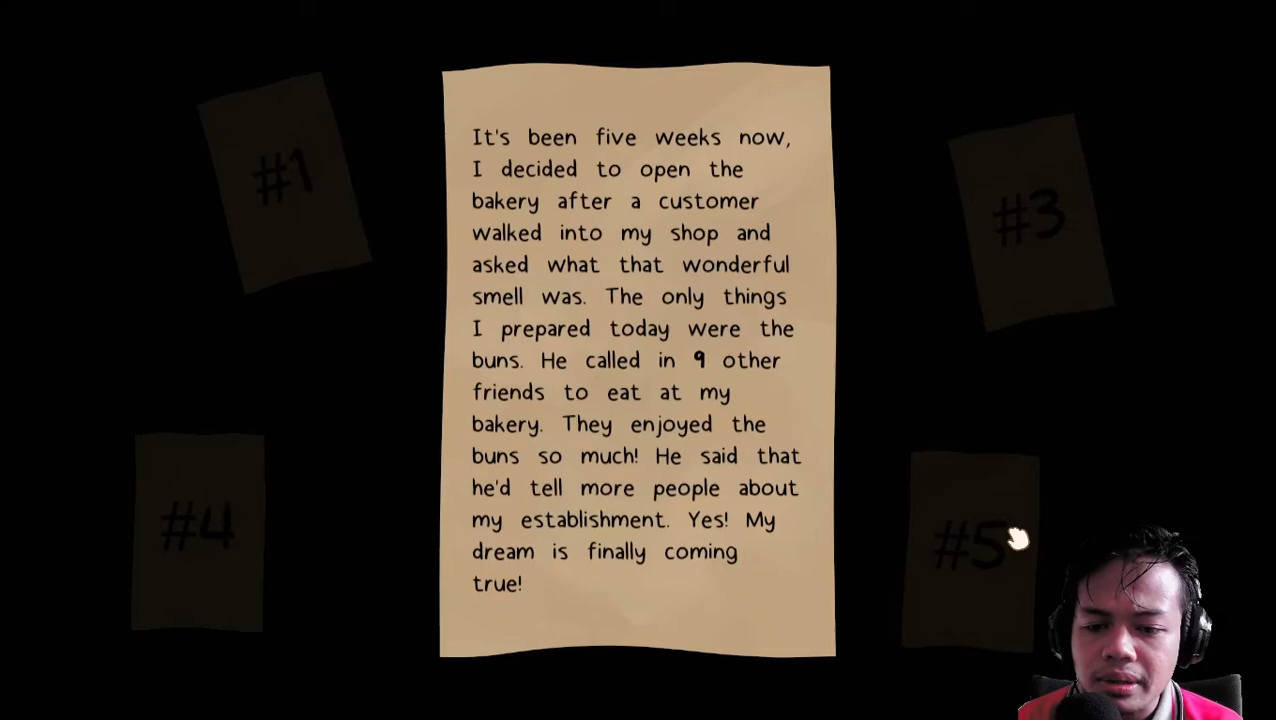 #1
It's been five weeks now,
I decided to open the
bakery after a customer
walked into my shop and
asked what that wonderful
smell was. The only things
I prepared today were the
buns. He called in 9 other
friends to eat at my
bakery. They enjoyed the
buns so much! He said that
he'd tell more people about
my establishment. Yes! My
dream is finally coming
true!
#3
#4
#5